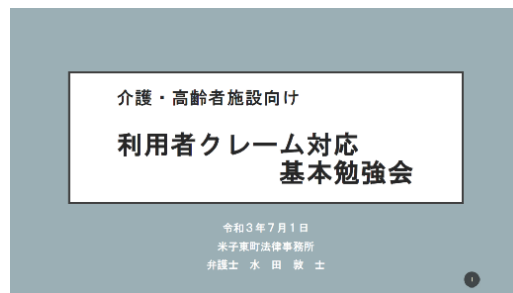 介護・高齢者施設向け
利用者クレーム対応
基本勉強会
令和3年7月1日
米子東町法律事務所
弁護士 水 田 敦 士
1